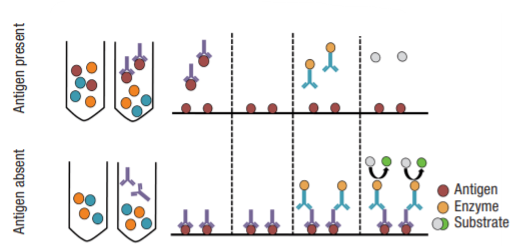 Antigen present
Antigen absent
Antigen
Enzyme
Substrate